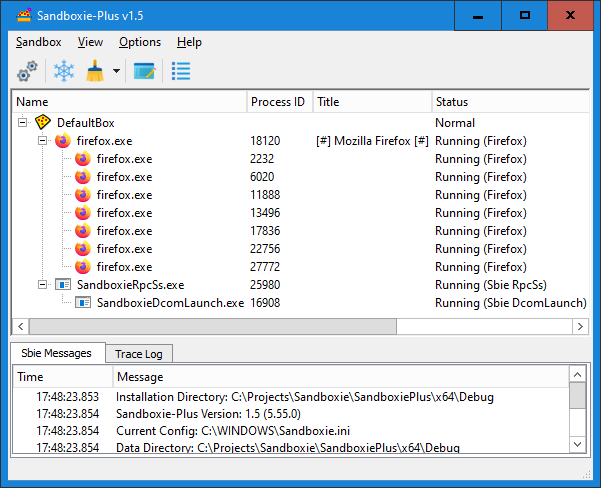 Sandboxie-Plus v1.5
Sandbox View Options Help
Name Process ID Title Status
DefaultBox Normal
firefox.exe 18120 [#] Mozilla Firefox [#] Running (Firefox)
firefox.exe 2232 Running (Firefox)
firefox.exe 6020 Running (Firefox)
firefox.exe 11888 Running (Firefox)
firefox.exe 13496 Running (Firefox)
firefox.exe 17836 Running (Firefox)
firefox.exe 22756 Running (Firefox)
firefox.exe 27772 Running (Firefox)
SandboxieRpcSs.exe 25980 Running (Sbie RpcSs)
SandboxieDcomLaunch.exe 16908 Running (Sbie DcomLaunch)
Sbie Messages Trace Log
Time Message
17:48:23.853 Installation Directory: C:\Projects\Sandboxie\SandboxiePlus\x64\Debug
17:48:23.854 Sandboxie-Plus Version: 1.5 (5.55.0)
17:48:23.854 Current Config: C:\WINDOWS\Sandboxie.ini
17:48:23.854 Data Directory: C:\Projects\Sandboxie\SandboxiePlus\x64\Debug